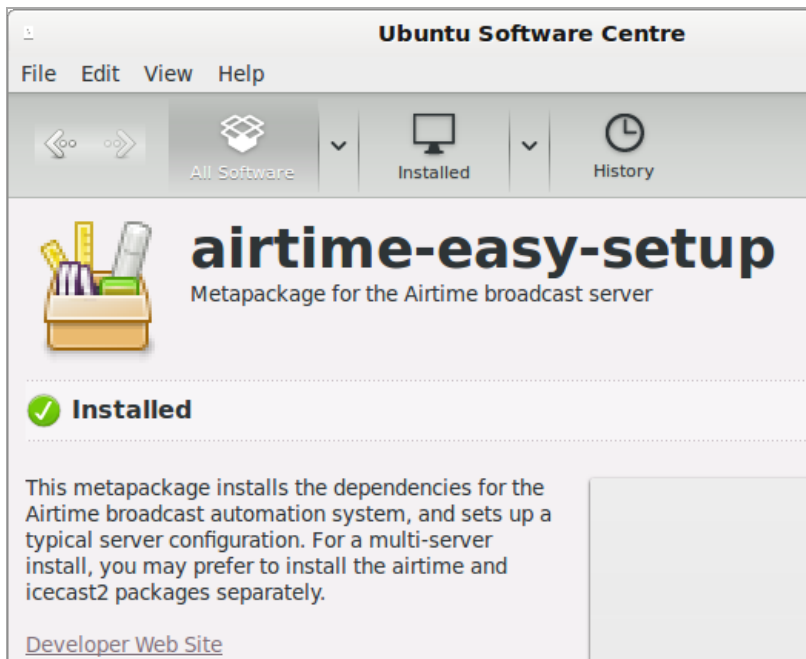 Ubuntu Software Centre
File Edit View Help
All Software Installed History
airtime-easy-setup
Metapackage for the Airtime broadcast server
Installed
This metapackage installs the dependencies for the
Airtime broadcast automation system, and sets up a
typical server configuration. For a multi-server
install, you may prefer to install the airtime and
icecast2 packages separately.
Developer Web Site